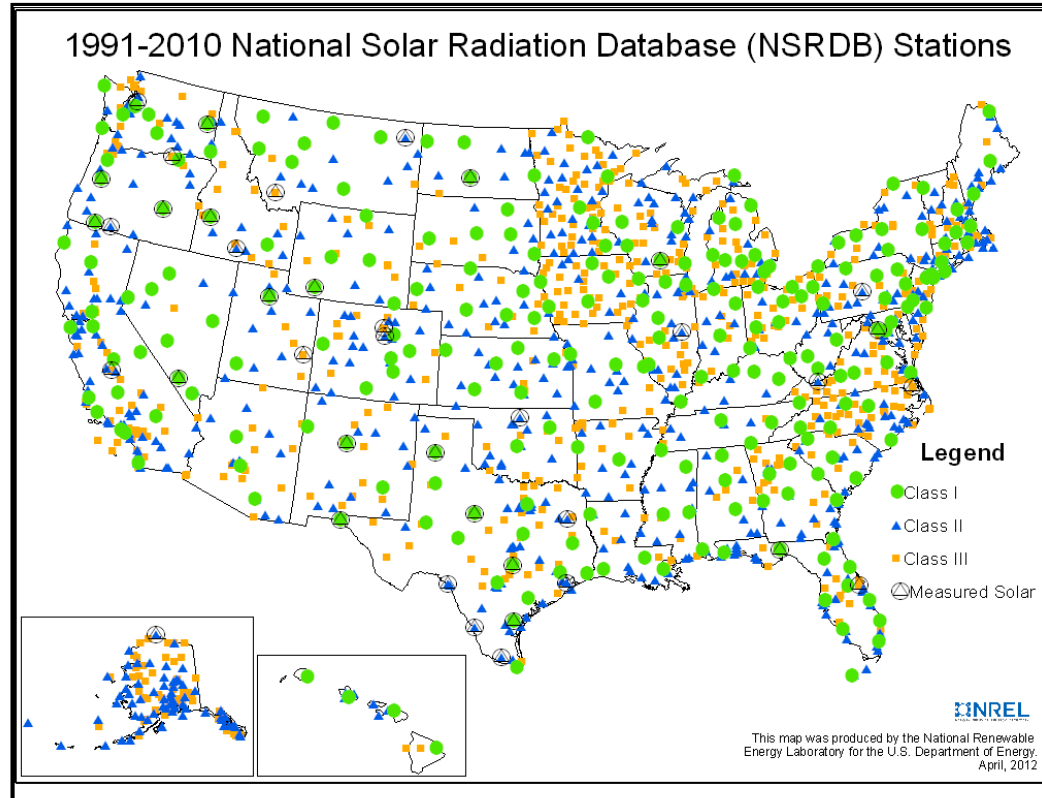 1991-2010 National Solar Radiation Database (NSRDB) Stations
Legend
Class I
Class II
Class III
Measured Solar
NREL
This map was produced by the National Renewable
Energy Laboratory for the U.S. Department of Energy.
April, 2012